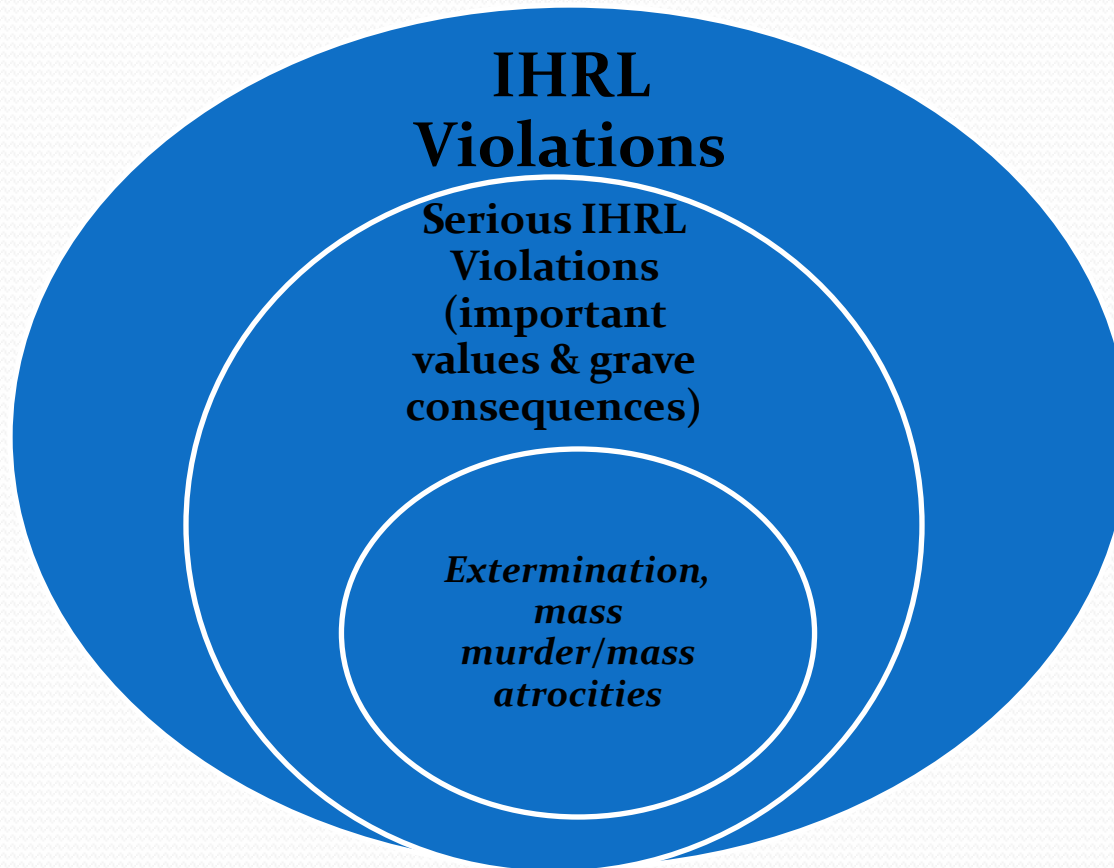 IHRL
Violations
Serious IHRL
Violations
(important
values & grave
consequences)
Extermination,
mass
murder/mass
atrocities